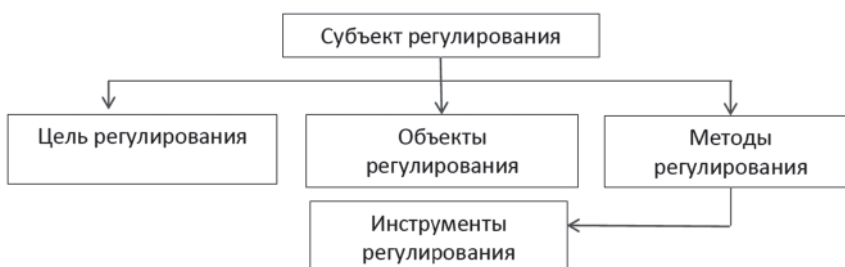 Субъект регулирования
Цель регулирования
Объекты
регулирования
Методы
регулирования
Инструменты
регулирования